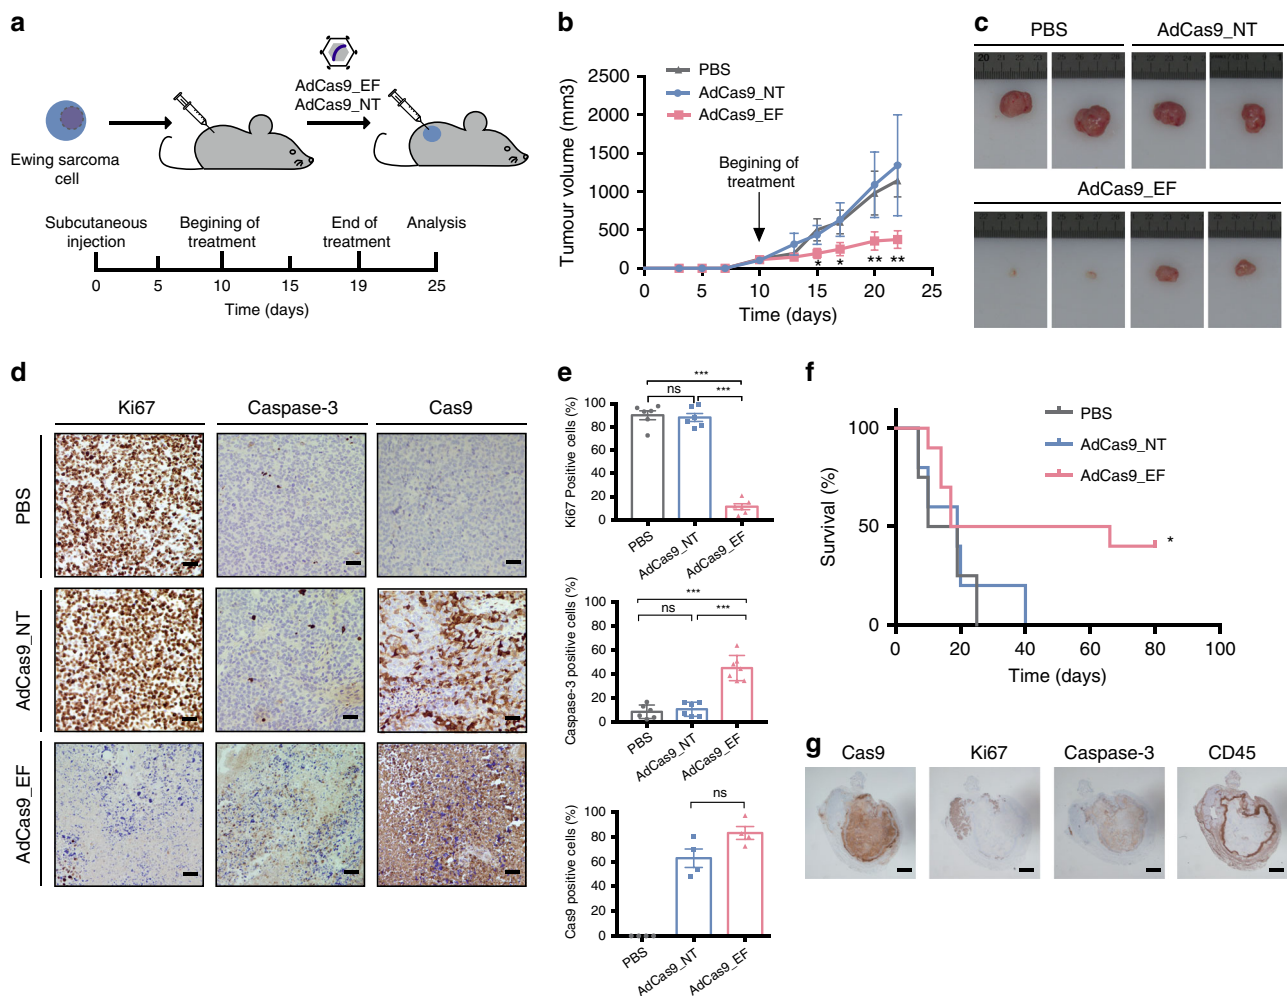 a
AdCas9_EF
AdCas9_NT
Ewing sarcoma
cell
Subcutaneous
injection
Begining of
treatment
End of
treatment
Analysis
0 5 10 15 19 25
Time (days)
b
PBS
AdCas9_NT
AdCas9_EF
Tumour volume (mm3)
2500
2000
1500
1000
500
0
Begining of
treatment
* * ** **
0 5 10 15 20 25
Time (days)
c
PBS AdCas9_NT
AdCas9_EF
d
Ki67 Caspase-3 Cas9
PBS
AdCas9_NT
AdCas9_EF
e
Ki67 Positive cells (%)
***
ns ***
100
80
60
40
20
0
PBS
AdCas9_NT
AdCas9_EF
Caspase-3 positive cells (%)
***
ns ***
100
80
60
40
20
0
PBS
AdCas9_NT
AdCas9_EF
Cas9 positive cells (%)
ns
100
80
60
40
20
0
PBS
AdCas9_NT
AdCas9_EF
f
PBS
AdCas9_NT
AdCas9_EF
Survival (%)
100
50
0
*
0 20 40 60 80 100
Time (days)
g
Cas9 Ki67 Caspase-3 CD45